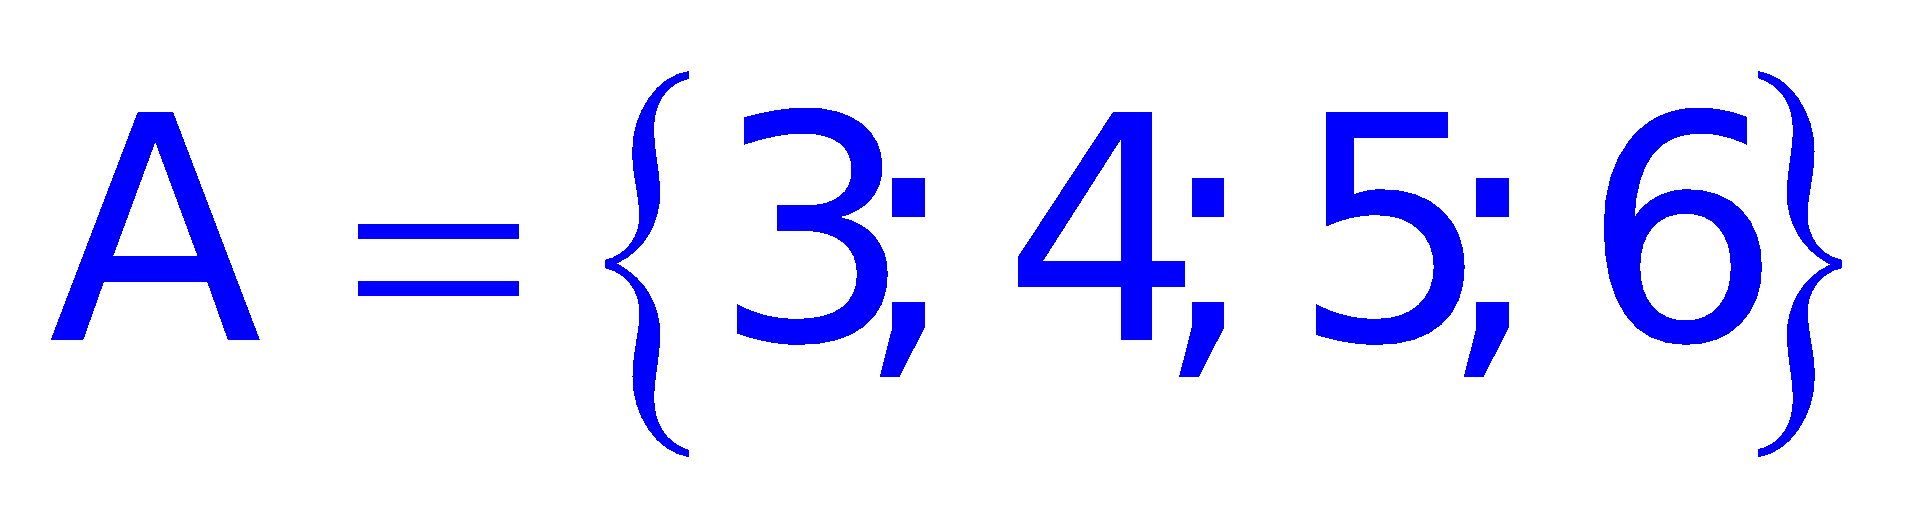 A = {3; 4; 5; 6}